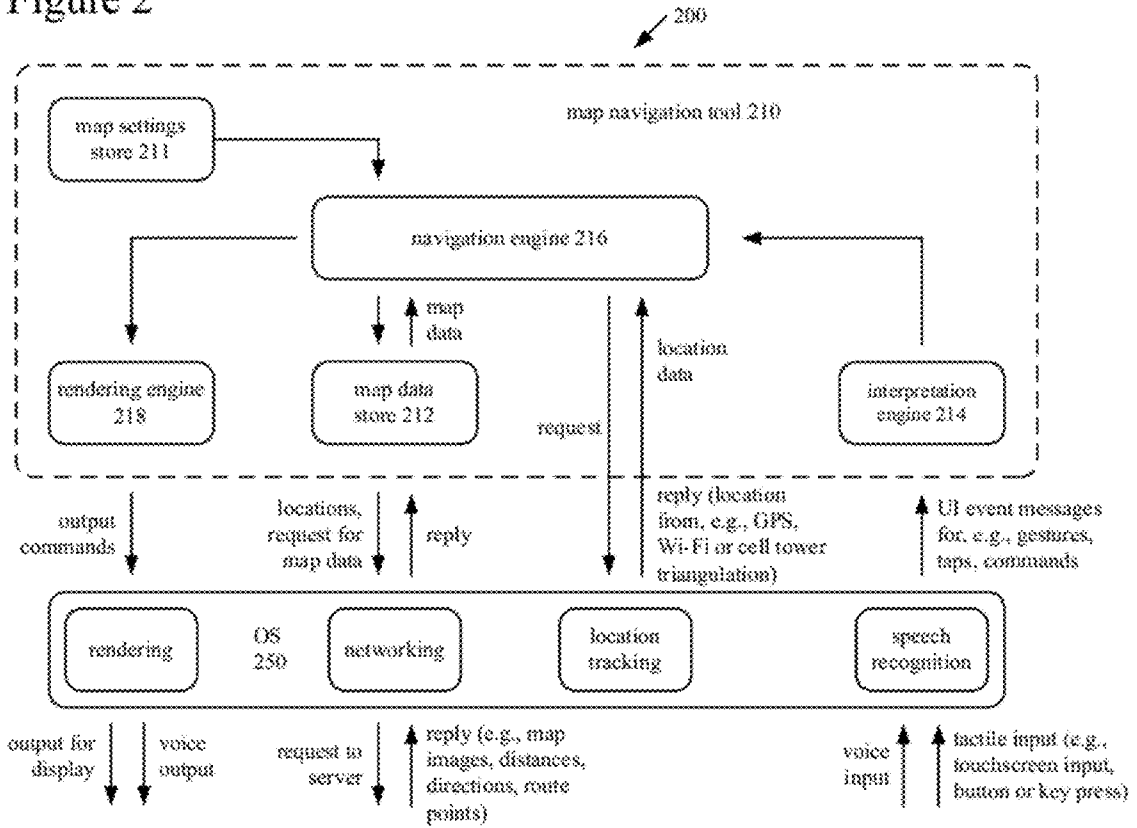 Figure 2
200
map navigation tool 210
map settings
store 211
navigation engine 216
map
data
location
data
rendering engine
218
map data
store 212
request
interpretation
engine 214
output
commands
locations,
request for
map data
reply
reply (location
from, e.g., GPS,
Wi-Fi or cell tower
triangulation)
UI event messages
for, e.g., gestures,
taps, commands
rendering
OS
250
networking
location
tracking
speech
recognition
output for
display
voice
output
request to
server
reply (e.g., map
images, distances,
directions, route
points)
voice
input
tactile input (e.g.,
touchscreen input,
button or key press)